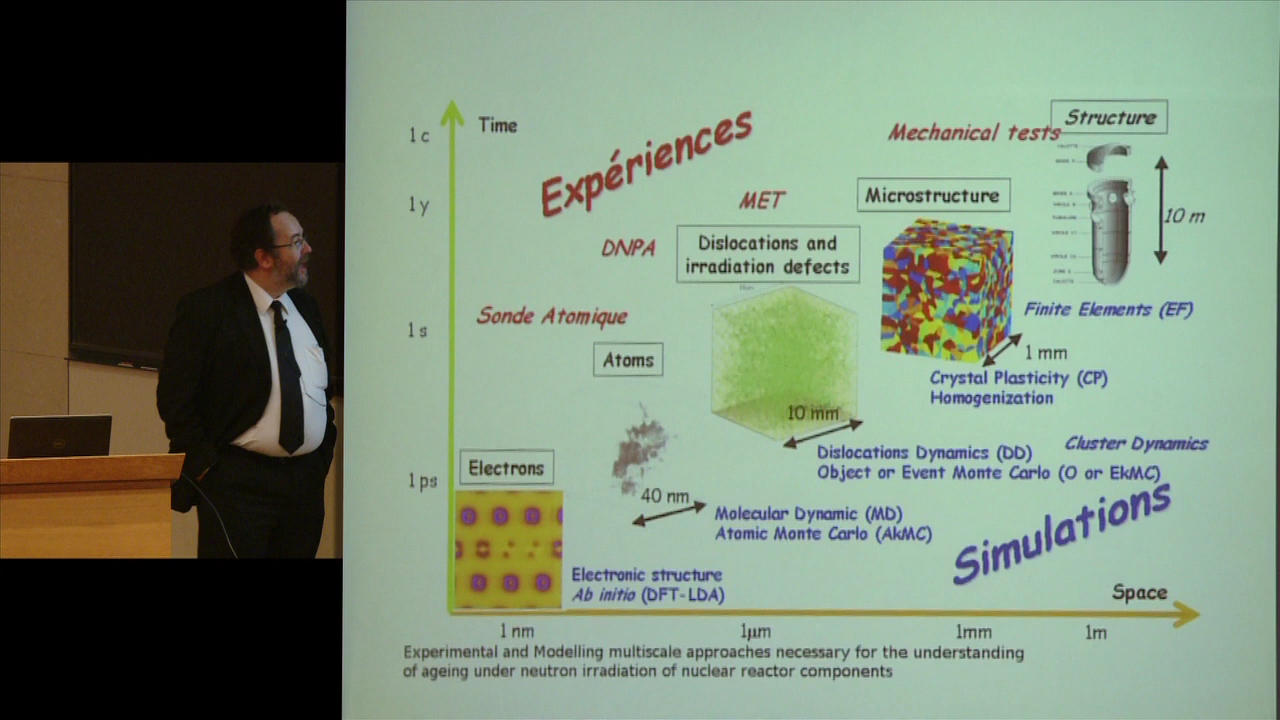 Time
1 c
1 y
1 s
1 ps
Expériences
Mechanical tests
Structure
MET
Microstructure
10 m
DNPA
Dislocations and
irradiation defects
Sonde Atomique
Finite Elements (EF)
Atoms
1 mm
Crystal Plasticity (CP)
Homogenization
10 mm
Dislocations Dynamics (DD)
Object or Event Monte Carlo (O or EkMC)
Cluster Dynamics
Electrons
40 nm
Molecular Dynamic (MD)
Atomic Monte Carlo (AkMC)
Simulations
Electronic structure
Ab initio (DFT-LDA)
Space
1 nm
1µm
1mm
1m
Experimental and Modelling multiscale approaches necessary for the understanding
of ageing under neutron irradiation of nuclear reactor components